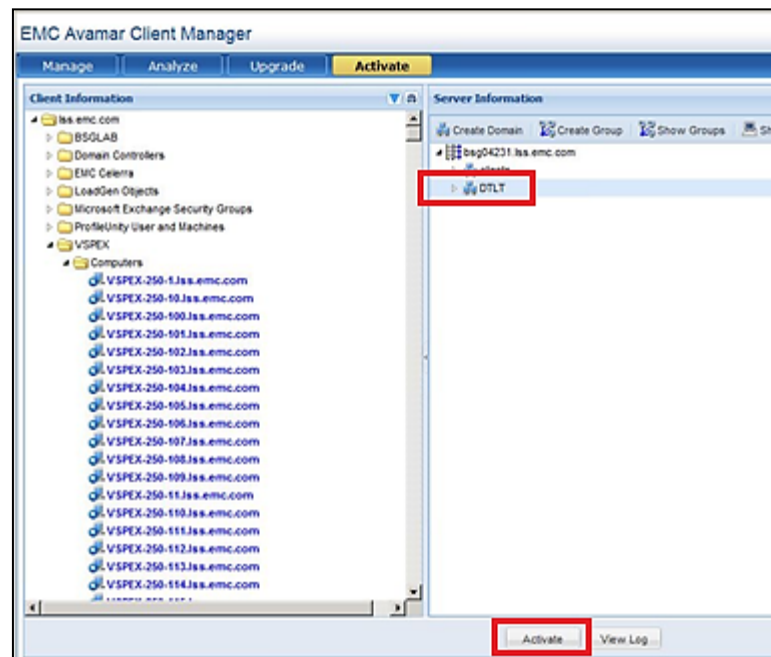 EMC Avamar Client Manager
Manage Analyze Upgrade Activate
Client Information
lss.emc.com
BSGLAB
Domain Controllers
EMC Celerra
LoadGen Objects
Microsoft Exchange Security Groups
ProfileUnity User and Machines
VSPEX
Computers
VSPEX-250-1.lss.emc.com
VSPEX-250-10.lss.emc.com
VSPEX-250-100.lss.emc.com
VSPEX-250-101.lss.emc.com
VSPEX-250-102.lss.emc.com
VSPEX-250-103.lss.emc.com
VSPEX-250-104.lss.emc.com
VSPEX-250-105.lss.emc.com
VSPEX-250-106.lss.emc.com
VSPEX-250-107.lss.emc.com
VSPEX-250-108.lss.emc.com
VSPEX-250-109.lss.emc.com
VSPEX-250-11.lss.emc.com
VSPEX-250-110.lss.emc.com
VSPEX-250-111.lss.emc.com
VSPEX-250-112.lss.emc.com
VSPEX-250-113.lss.emc.com
VSPEX-250-114.lss.emc.com
Server Information
Create Domain Create Group Show Groups Sh
bsg04231.lss.emc.com
DTLT
Activate View Log